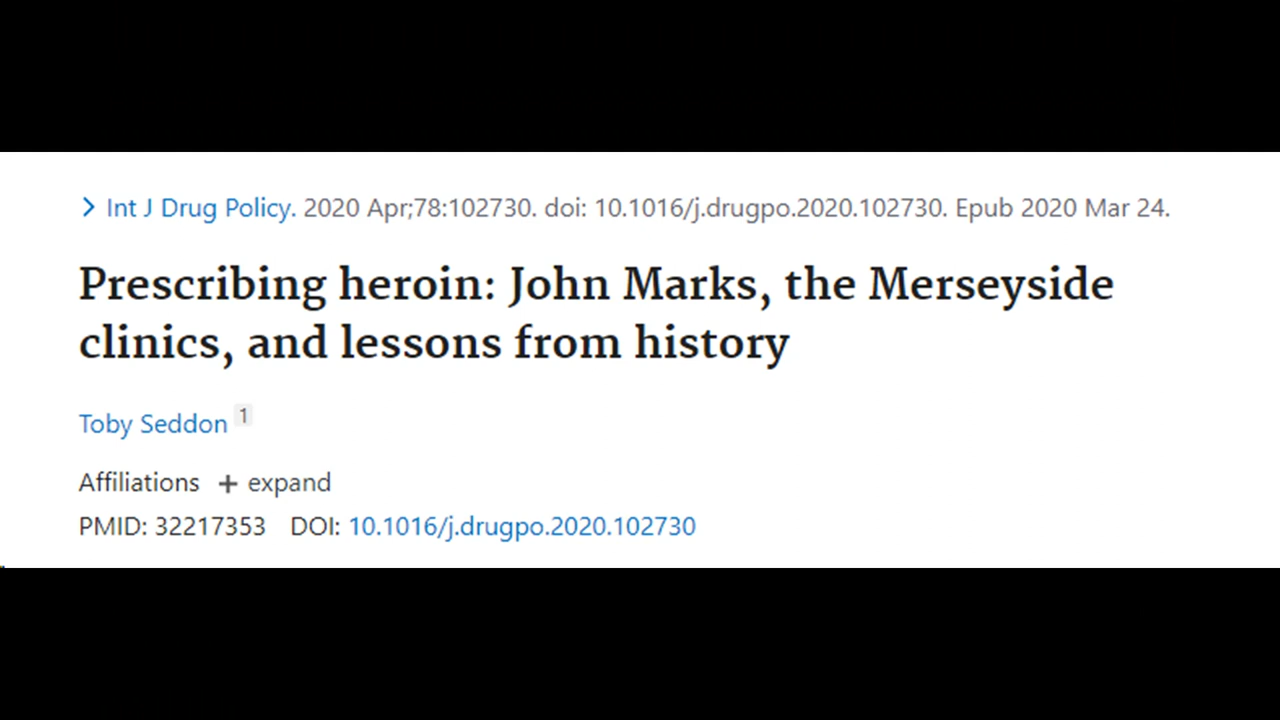 Int J Drug Policy. 2020 Apr;78:102730. doi: 10.1016/j.drugpo.2020.102730. Epub 2020 Mar 24.
Prescribing heroin: John Marks, the Merseyside
clinics, and lessons from history
Toby Seddon 1
Affiliations + expand
PMID: 32217353 DOI: 10.1016/j.drugpo.2020.102730